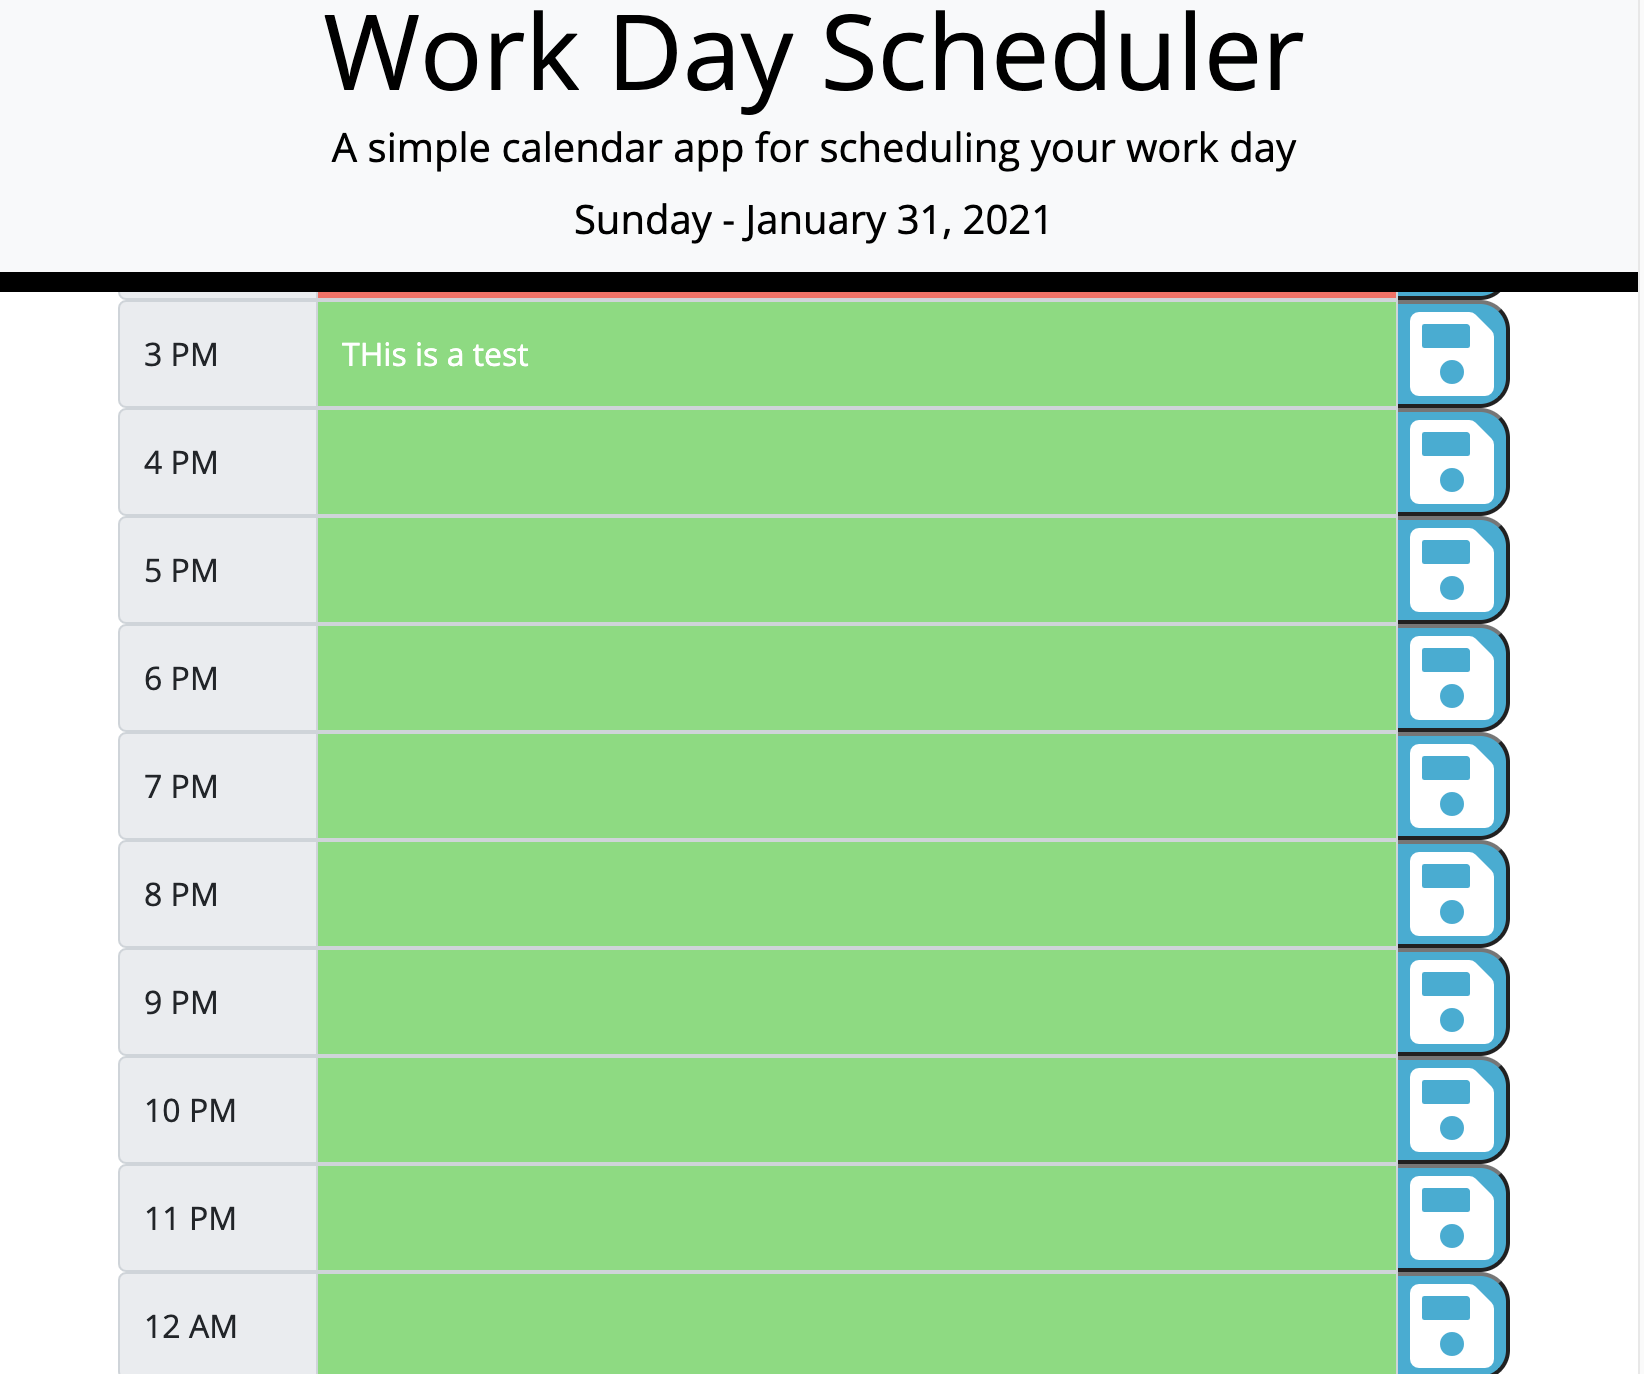 Work Day Scheduler
A simple calendar app for scheduling your work day
Sunday - January 31, 2021
3 PM THis is a test
4 PM
5 PM
6 PM
7 PM
8 PM
9 PM
10 PM
11 PM
12 AM